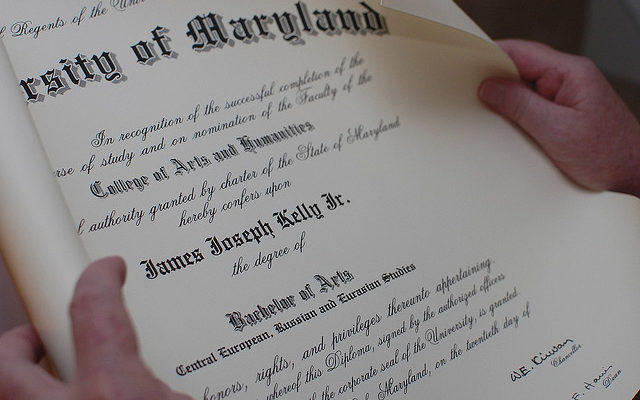 Regents of the Univ
rsity of Maryland
In recognition of the successful completion of the
rse of study and on nomination of the Faculty of the
College of Arts and Humanities
authority granted by charter of the State of Maryland
hereby confers upon
James Joseph Kelly Jr.
the degree of
Bachelor of Arts
Central European, Russian and Eurasian Studies
honors, rights, and privileges thereunto appertaining.
whereof this Diploma, signed by the authorized officers
the corporate seal of the University, is granted
Maryland, on the twentieth day of
W.E. Kirwan
Chancellor
Dean